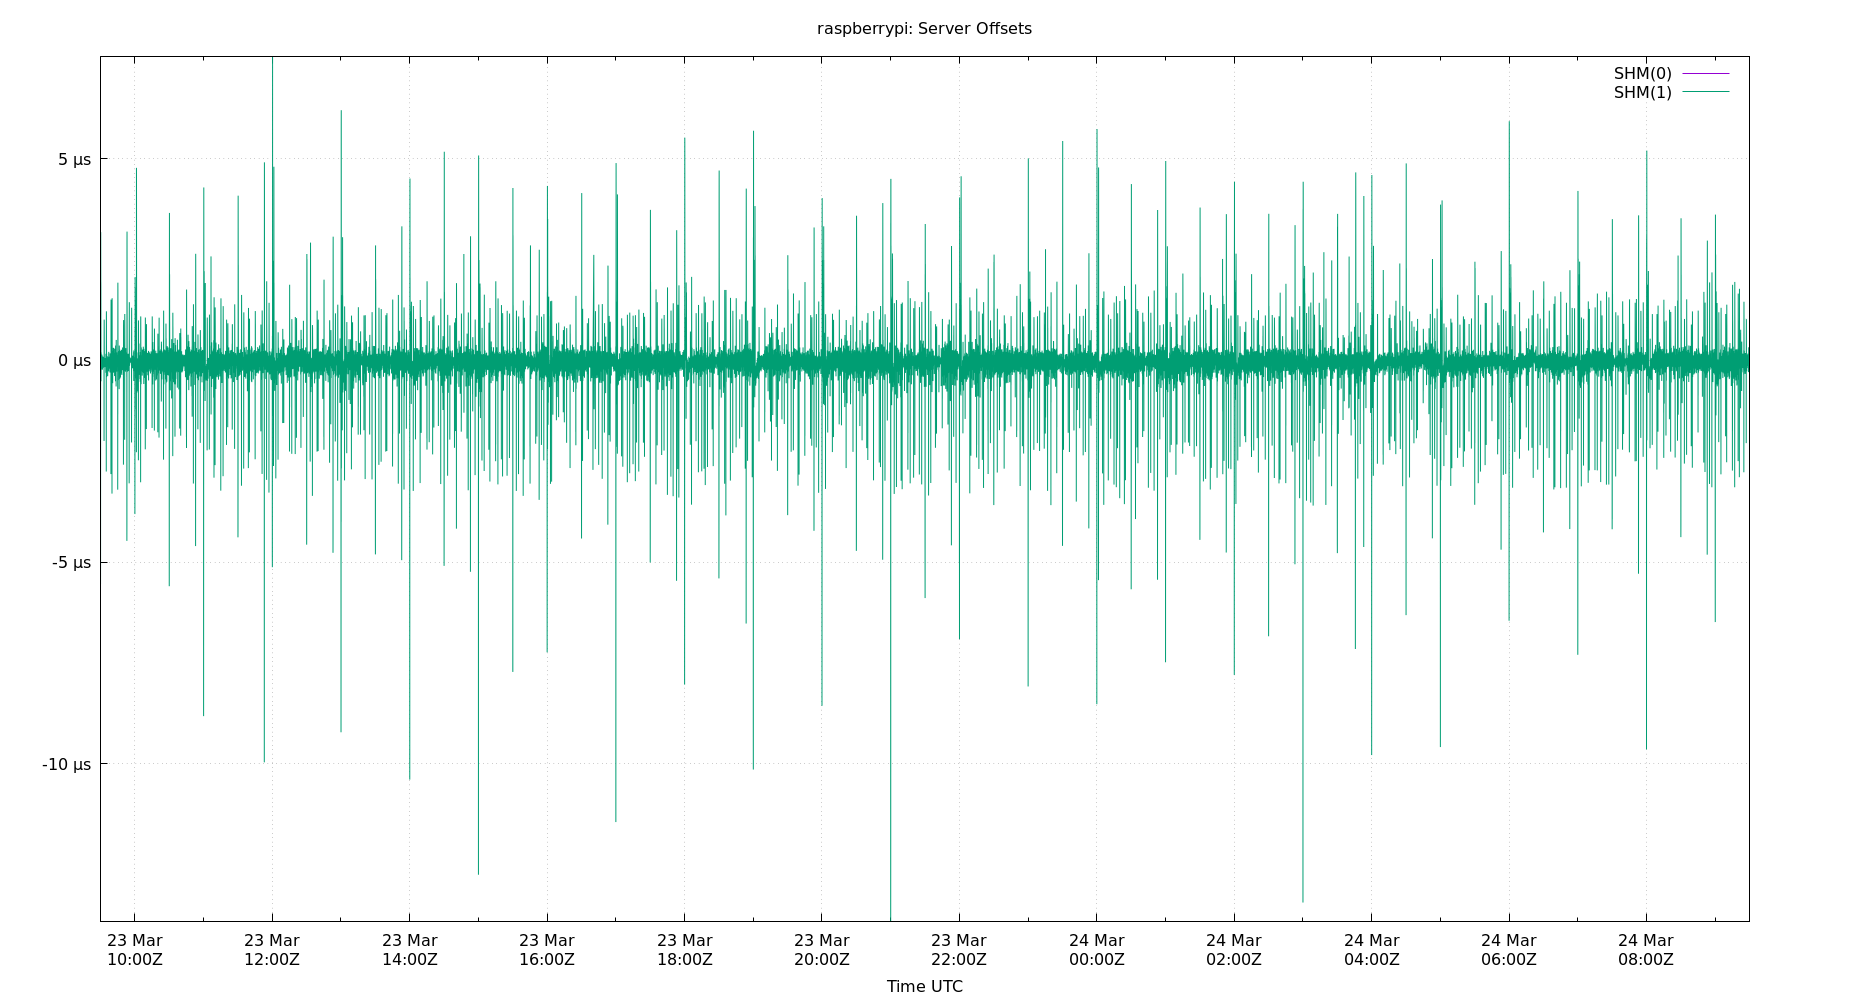 raspberrypi: Server Offsets
SHM(0)
SHM(1)
5 µs
0 µs
-5 µs
-10 µs
23 Mar 23 Mar 23 Mar 23 Mar 23 Mar 23 Mar 23 Mar 24 Mar 24 Mar 24 Mar 24 Mar 24 Mar
10:00Z 12:00Z 14:00Z 16:00Z 18:00Z 20:00Z 22:00Z 00:00Z 02:00Z 04:00Z 06:00Z 08:00Z
Time UTC